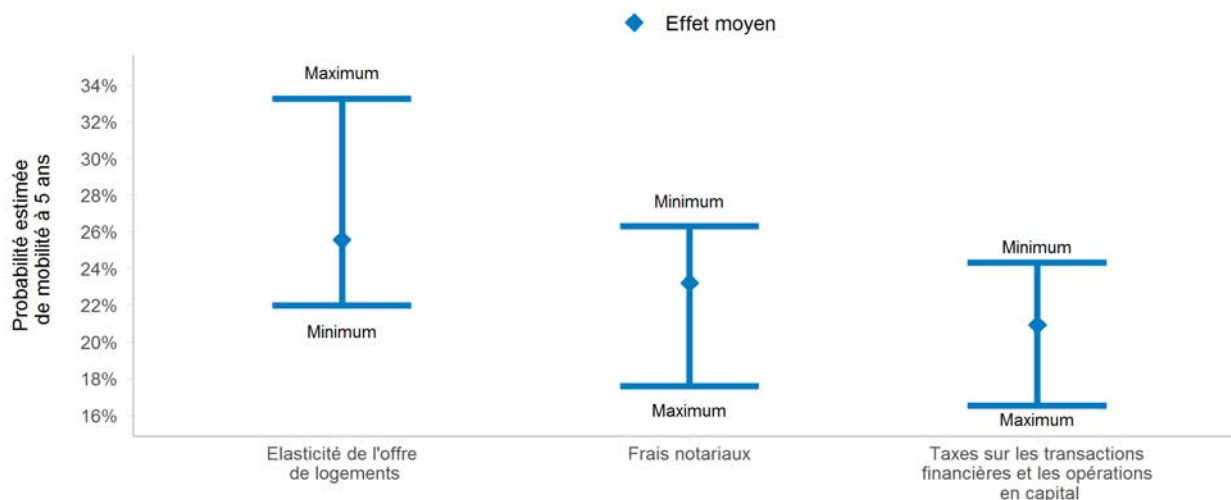 Effet moyen
Probabilité estimée
de mobilité à 5 ans
34%
32%
30%
28%
26%
24%
22%
20%
18%
16%
Maximum
Minimum
Minimum
Maximum
Minimum
Maximum
Elasticité de l'offre
de logements
Frais notariaux
Taxes sur les transactions
financières et les opérations
en capital